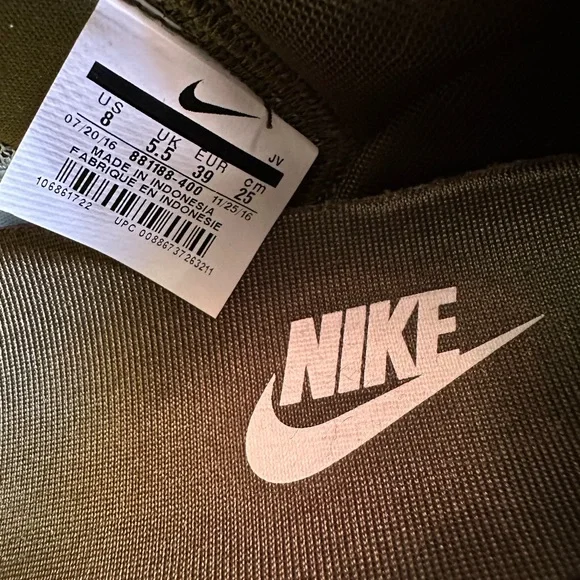 US UK EUR cm
8 5.5 39 25
07/20/16 881188-400 11/25/16
JV
MADE IN INDONESIA
FABRIQUE EN INDONESIE
106861722
UPC 00886737263211
NIKE